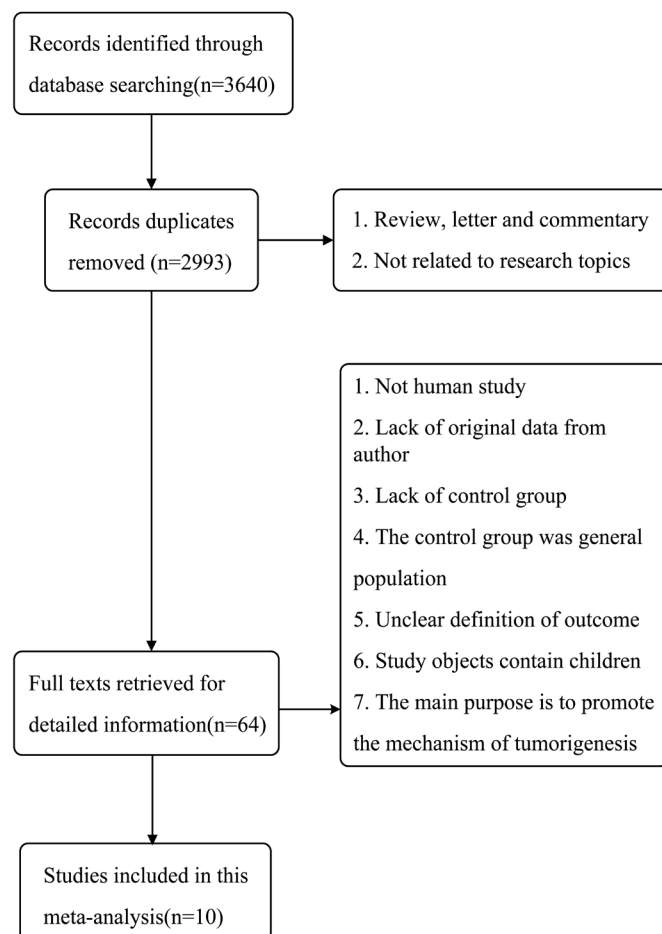 Records identified through
database searching(n=3640)
Records duplicates
removed (n=2993)
1. Review, letter and commentary
2. Not related to research topics
1. Not human study
2. Lack of original data from
author
3. Lack of control group
4. The control group was general
population
5. Unclear definition of outcome
6. Study objects contain children
7. The main purpose is to promote
the mechanism of tumorigenesis
Full texts retrieved for
detailed information(n=64)
Studies included in this
meta-analysis(n=10)